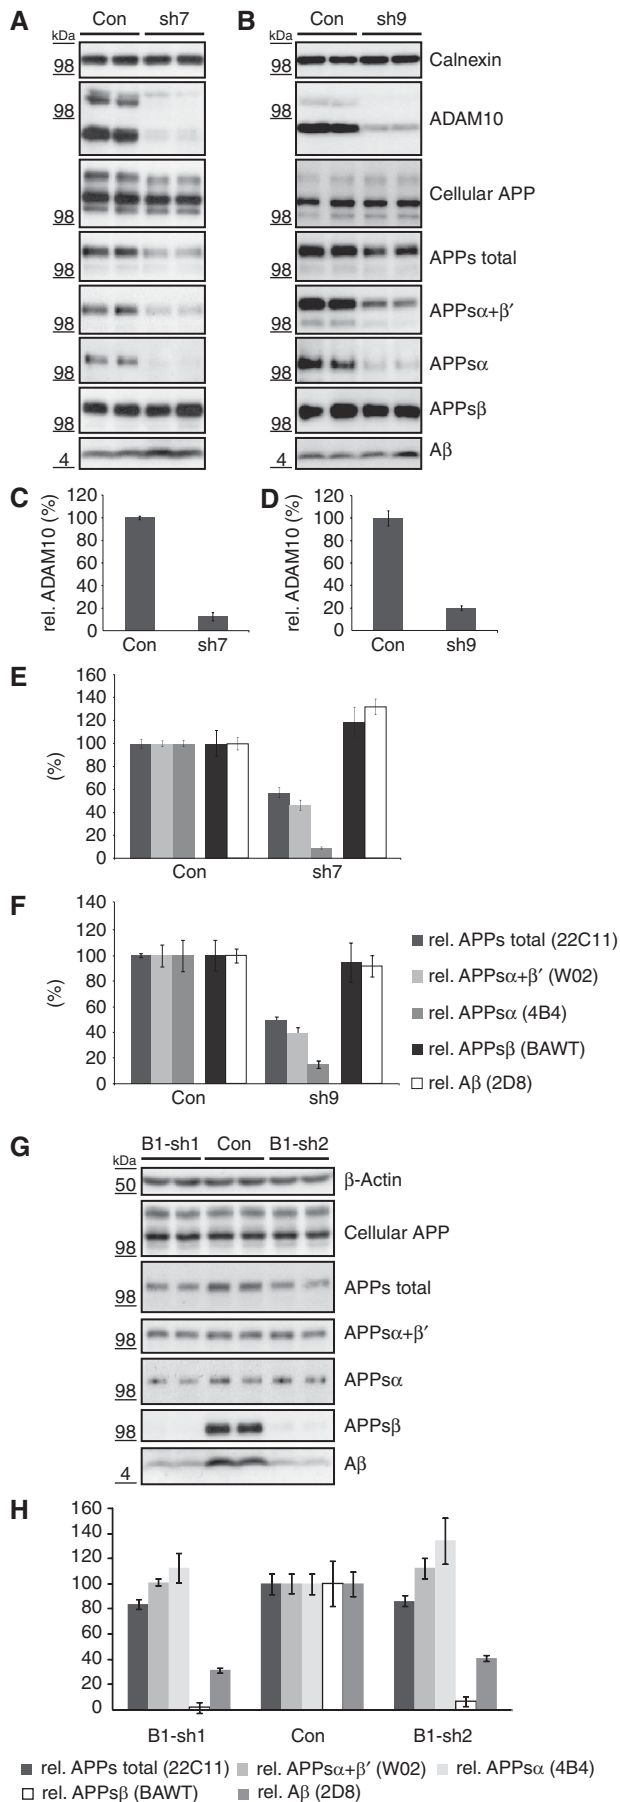 A
Con sh7
kDa
98
98
98
98
98
98
98
4
B
Con sh9
kDa
98 Calnexin
98 ADAM10
98 Cellular APP
98 APPs total
98 APPsα+β′
98 APPsα
98 APPsβ
4 Aβ
C
rel. ADAM10 (%)
120
100
80
60
40
20
0
Con sh7
D
rel. ADAM10 (%)
120
100
80
60
40
20
0
Con sh9
E
(%)
160
140
120
100
80
60
40
20
0
Con sh7
F
(%)
140
120
100
80
60
40
20
0
Con sh9
rel. APPs total (22C11)
rel. APPsα+β′ (W02)
rel. APPsα (4B4)
rel. APPsβ (BAWT)
rel. Aβ (2D8)
G
B1-sh1 Con B1-sh2
kDa
50 β-Actin
98 Cellular APP
98 APPs total
98 APPsα+β′
98 APPsα
98 APPsβ
4 Aβ
H
160
140
120
100
80
60
40
20
0
B1-sh1 Con B1-sh2
rel. APPs total (22C11) rel. APPsα+β′ (W02) rel. APPsα (4B4)
rel. APPsβ (BAWT) rel. Aβ (2D8)